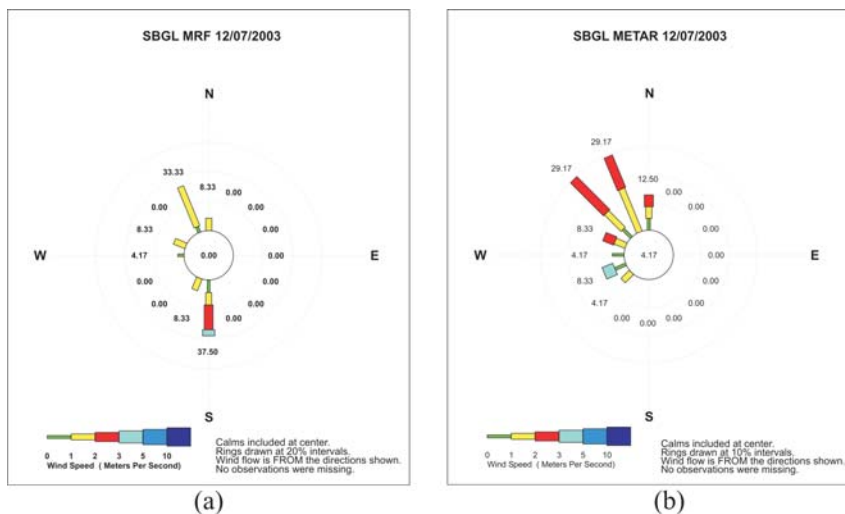 SBGL MRF 12/07/2003
N
33.33
8.33
0.00
0.00
0.00
0.00
8.33
0.00
W
4.17
0.00
0.00
E
0.00
0.00
0.00
0.00
8.33
0.00
37.50
S
0 1 2 3 5 10
Wind Speed ( Meters Per Second)
Calms included at center.
Rings drawn at 20% intervals.
Wind flow is FROM the directions shown.
No observations were missing.
(a)
SBGL METAR 12/07/2003
N
29.17
29.17
12.50
0.00
0.00
8.33
0.00
W
4.17
4.17
0.00
E
8.33
0.00
4.17
0.00
0.00
0.00
0.00
S
0 1 2 3 5 10
Wind Speed ( Meters Per Second)
Calms included at center.
Rings drawn at 10% intervals.
Wind flow is FROM the directions shown.
No observations were missing.
(b)